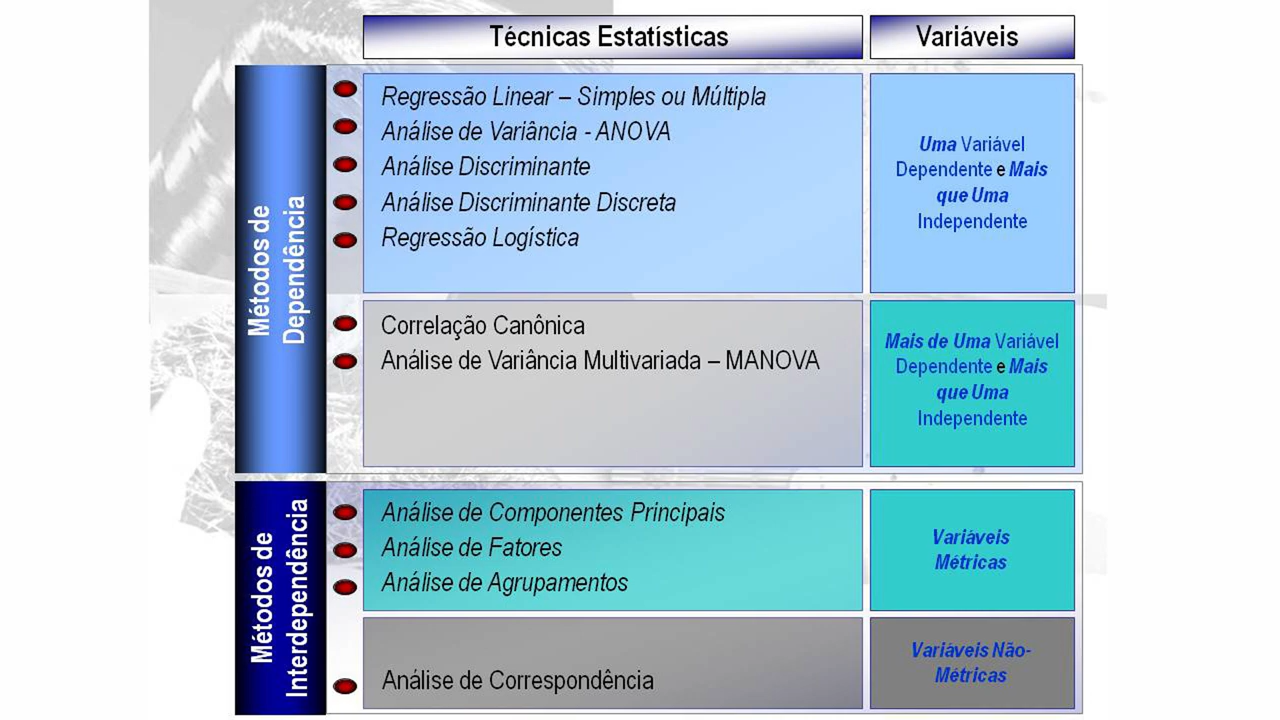 Técnicas Estatísticas
Variáveis
Métodos de
Dependência
Regressão Linear – Simples ou Múltipla
Análise de Variância - ANOVA
Análise Discriminante
Análise Discriminante Discreta
Regressão Logística
Uma Variável
Dependente e Mais
que Uma
Independente
Correlação Canônica
Análise de Variância Multivariada – MANOVA
Mais de Uma Variável
Dependente e Mais
que Uma
Independente
Métodos de
Interdependência
Análise de Componentes Principais
Análise de Fatores
Análise de Agrupamentos
Variáveis
Métricas
Análise de Correspondência
Variáveis Não-
Métricas